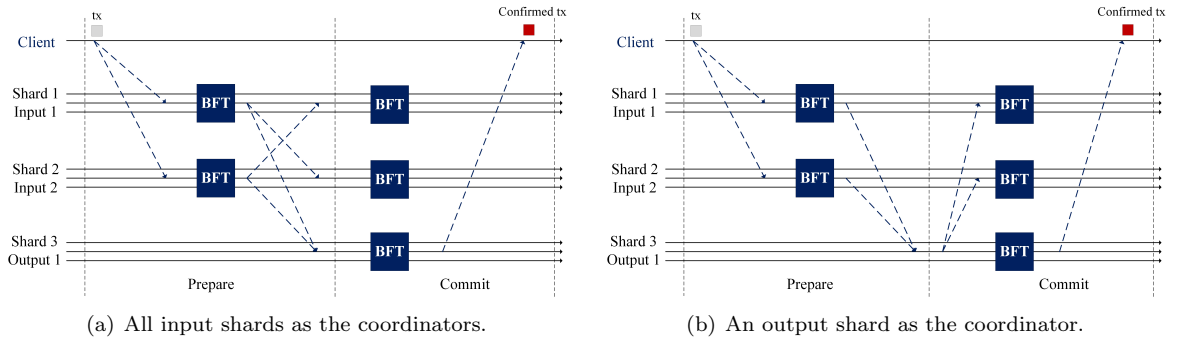 tx
Confirmed tx
Client
Shard 1
BFT
BFT
Input 1
Shard 2
BFT
BFT
Input 2
Shard 3
BFT
Output 1
Prepare
Commit
(a) All input shards as the coordinators.
tx
Confirmed tx
Client
Shard 1
BFT
BFT
Input 1
Shard 2
BFT
BFT
Input 2
Shard 3
BFT
Output 1
Prepare
Commit
(b) An output shard as the coordinator.